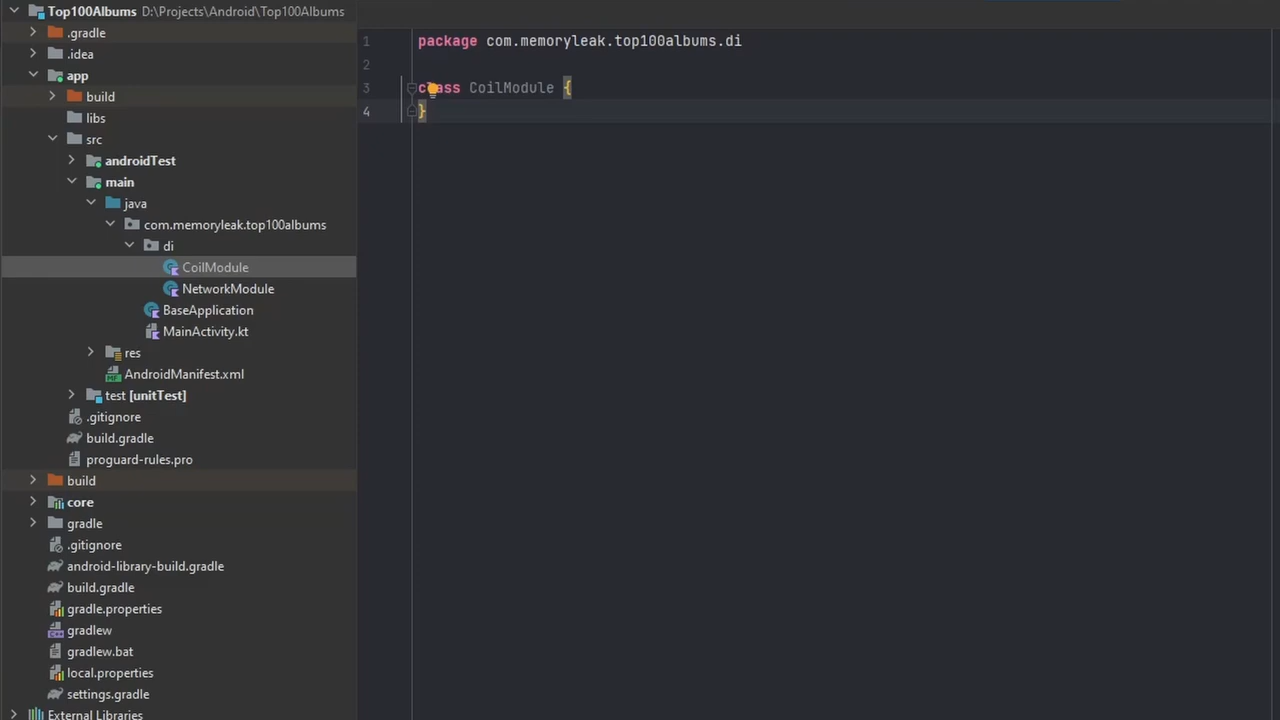 Top100Albums D:\Projects\Android\Top100Albums
.gradle
.idea
app
build
libs
src
androidTest
main
java
com.memoryleak.top100albums
di
CoilModule
NetworkModule
BaseApplication
MainActivity.kt
res
AndroidManifest.xml
test [unitTest]
.gitignore
build.gradle
proguard-rules.pro
build
core
gradle
.gitignore
android-library-build.gradle
build.gradle
gradle.properties
gradlew
gradlew.bat
local.properties
settings.gradle
External Libraries
1 package com.memoryleak.top100albums.di
2
3 class CoilModule {
4 }